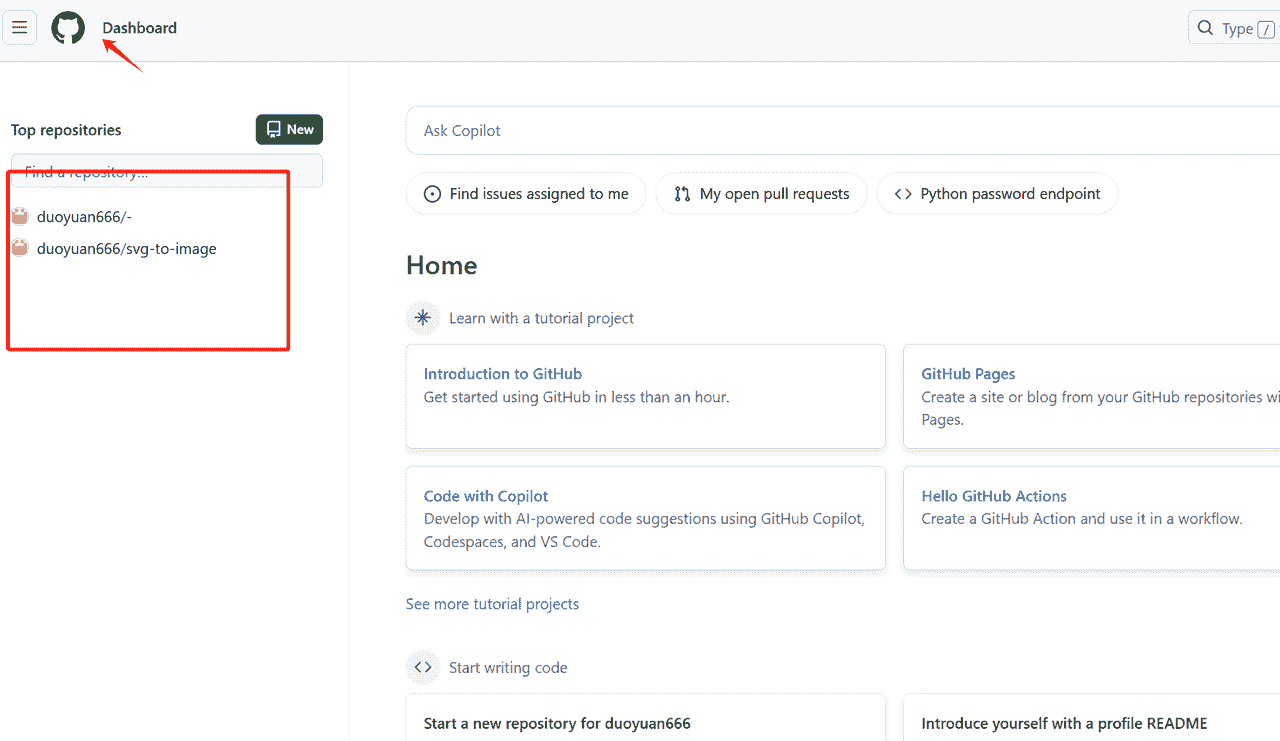 Dashboard
Type /
Top repositories
New
Find a repository...
duoyuan666/-
duoyuan666/svg-to-image
Ask Copilot
Find issues assigned to me
My open pull requests
Python password endpoint
Home
Learn with a tutorial project
Introduction to GitHub
Get started using GitHub in less than an hour.
GitHub Pages
Create a site or blog from your GitHub repositories wi
Pages.
Code with Copilot
Develop with AI-powered code suggestions using GitHub Copilot,
Codespaces, and VS Code.
Hello GitHub Actions
Create a GitHub Action and use it in a workflow.
See more tutorial projects
Start writing code
Start a new repository for duoyuan666
Introduce yourself with a profile README